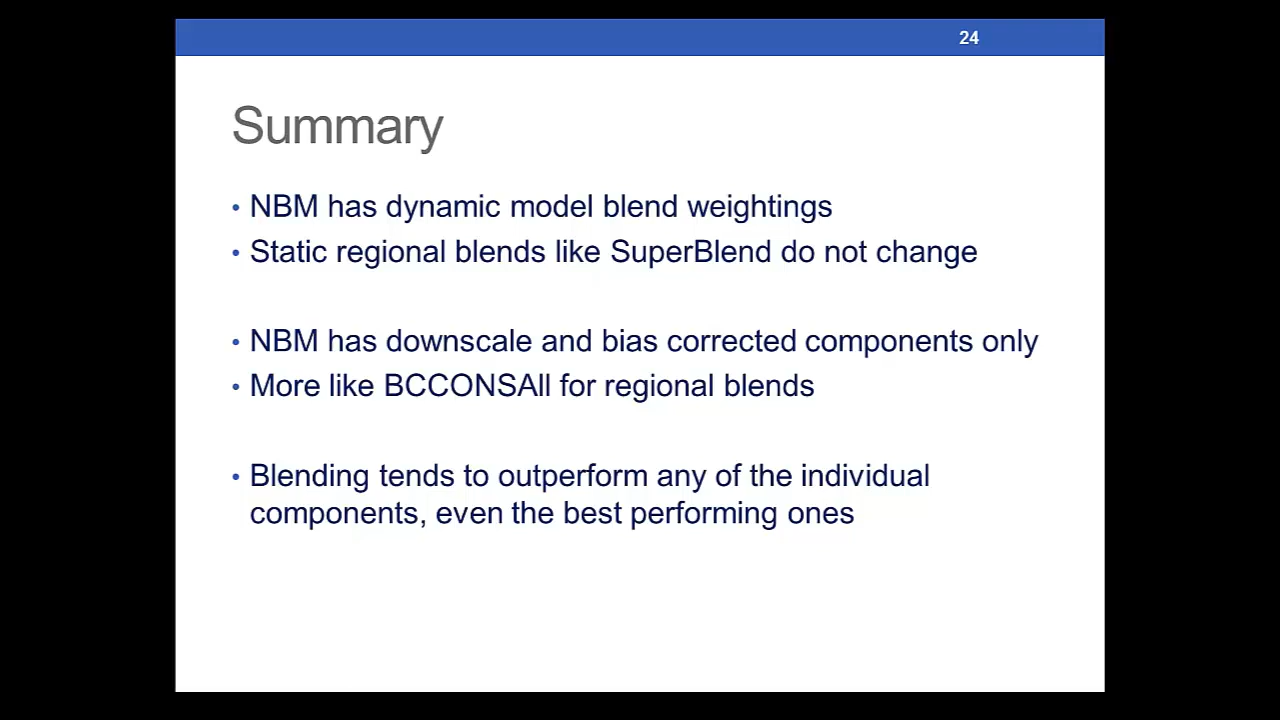 24
Summary
• NBM has dynamic model blend weightings
• Static regional blends like SuperBlend do not change
• NBM has downscale and bias corrected components only
• More like BCCONSAll for regional blends
• Blending tends to outperform any of the individual
components, even the best performing ones